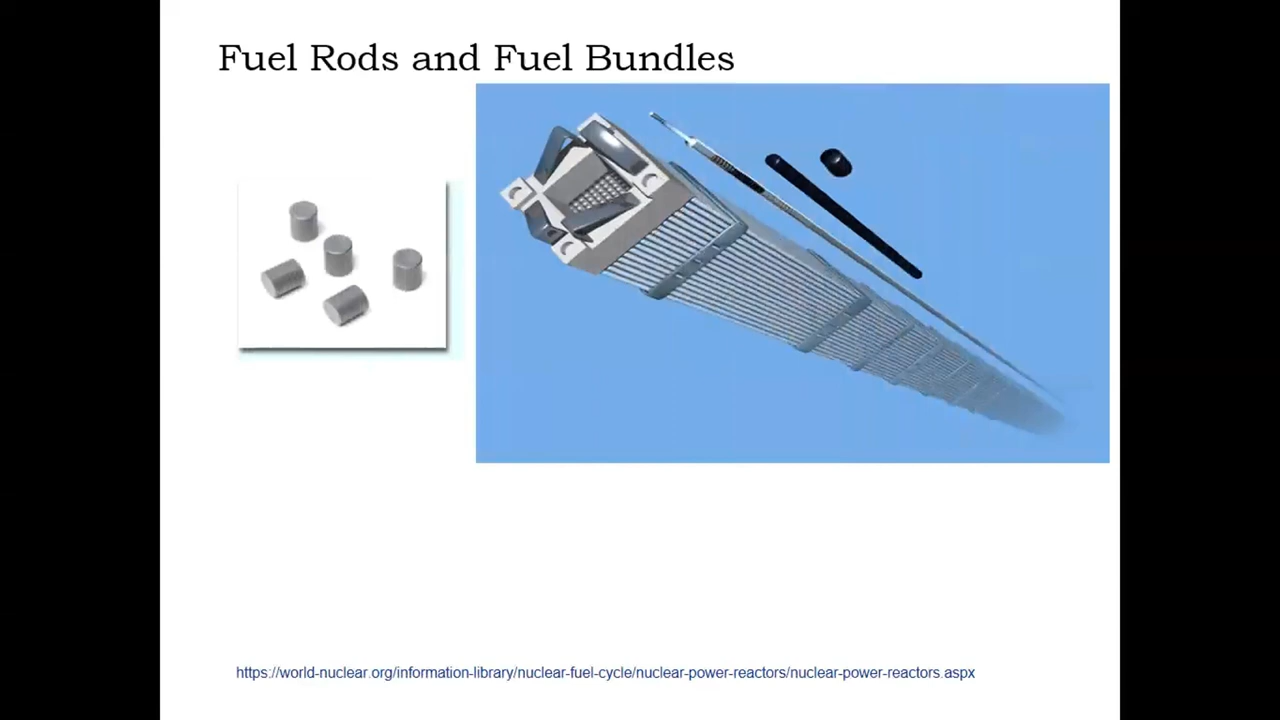 Fuel Rods and Fuel Bundles
https://world-nuclear.org/information-library/nuclear-fuel-cycle/nuclear-power-reactors/nuclear-power-reactors.aspx